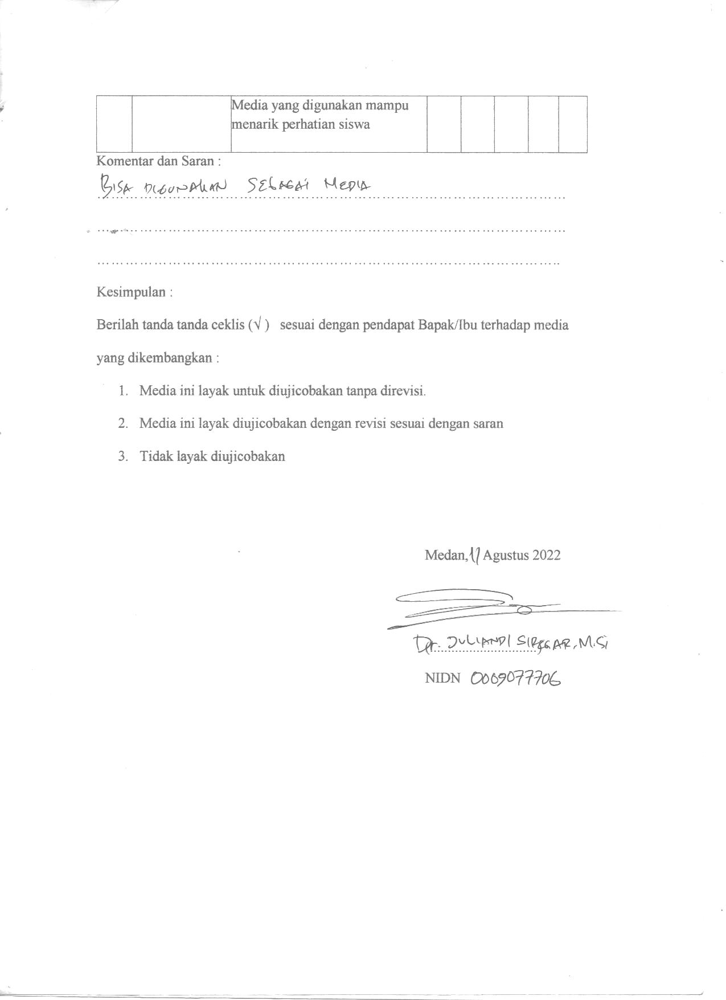 Media yang digunakan mampu
menarik perhatian siswa
Komentar dan Saran :
BISA DIGUNAKAN SEBAGAI MEDIA
Kesimpulan :
Berilah tanda tanda ceklis (√ ) sesuai dengan pendapat Bapak/Ibu terhadap media
yang dikembangkan :
1. Media ini layak untuk diujicobakan tanpa direvisi.
2. Media ini layak diujicobakan dengan revisi sesuai dengan saran
3. Tidak layak diujicobakan
Medan, Agustus 2022
Dr. JULIANDI SIREGAR, M.Si
NIDN 0069077706